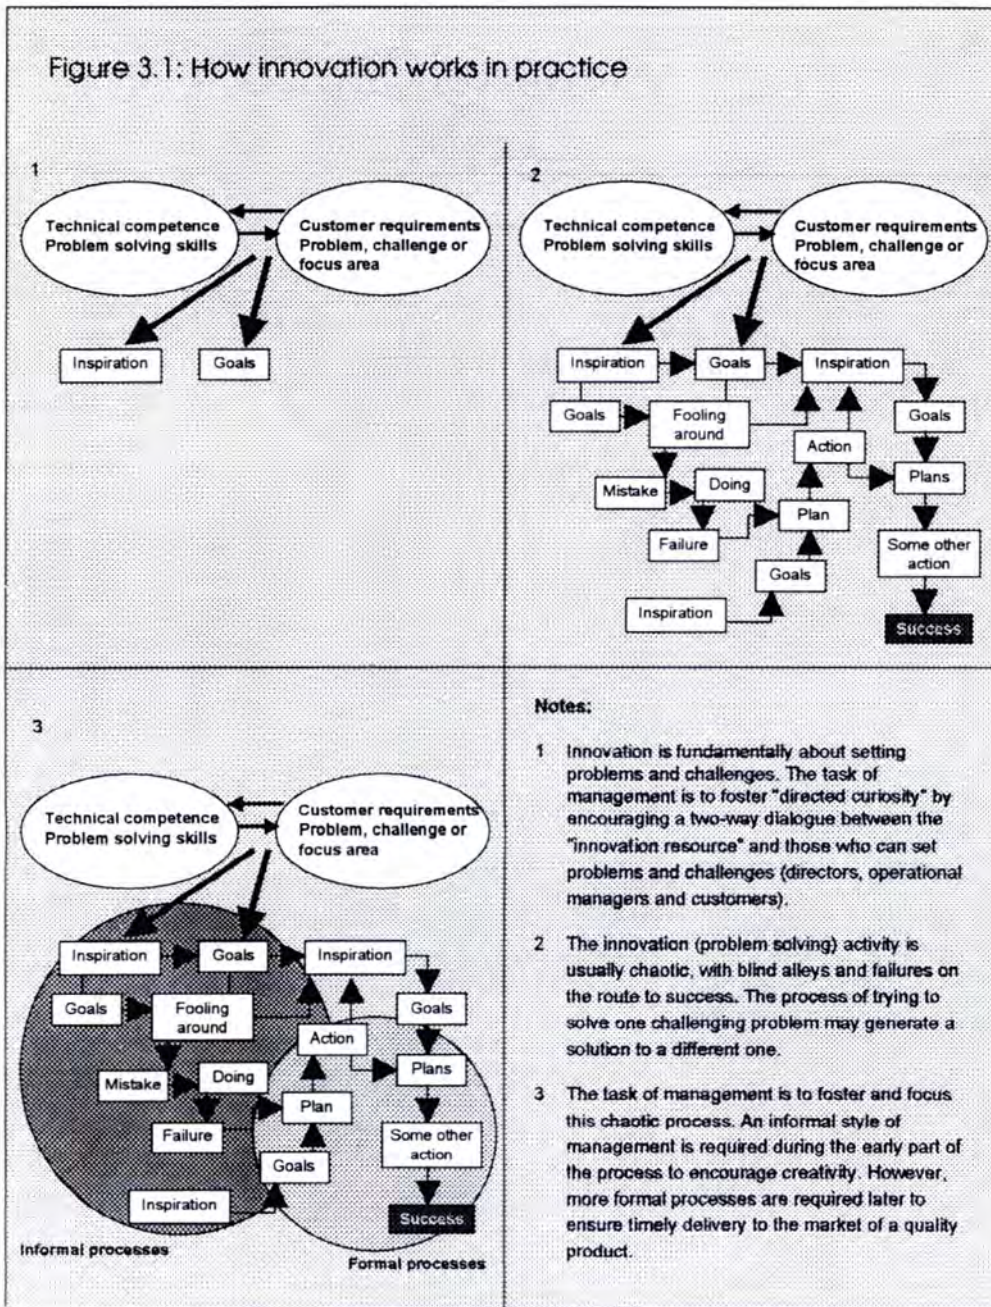 Figure 3.1: How innovation works in practice
1
Technical competence
Problem solving skills
Customer requirements
Problem, challenge or
focus area
Inspiration
Goals
2
Technical competence
Problem solving skills
Customer requirements
Problem, challenge or
focus area
Inspiration
Goals
Inspiration
Goals
Fooling
around
Goals
Action
Mistake
Doing
Plans
Plan
Failure
Some other
action
Goals
Inspiration
Success
3
Technical competence
Problem solving skills
Customer requirements
Problem, challenge or
focus area
Inspiration
Goals
Inspiration
Goals
Fooling
around
Goals
Action
Mistake
Doing
Plans
Plan
Failure
Some other
action
Goals
Inspiration
Success
Informal processes
Formal processes
Notes:
1 Innovation is fundamentally about setting
problems and challenges. The task of
management is to foster "directed curiosity" by
encouraging a two-way dialogue between the
"innovation resource" and those who can set
problems and challenges (directors, operational
managers and customers).
2 The innovation (problem solving) activity is
usually chaotic, with blind alleys and failures on
the route to success. The process of trying to
solve one challenging problem may generate a
solution to a different one.
3 The task of management is to foster and focus
this chaotic process. An informal style of
management is required during the early part of
the process to encourage creativity. However,
more formal processes are required later to
ensure timely delivery to the market of a quality
product.